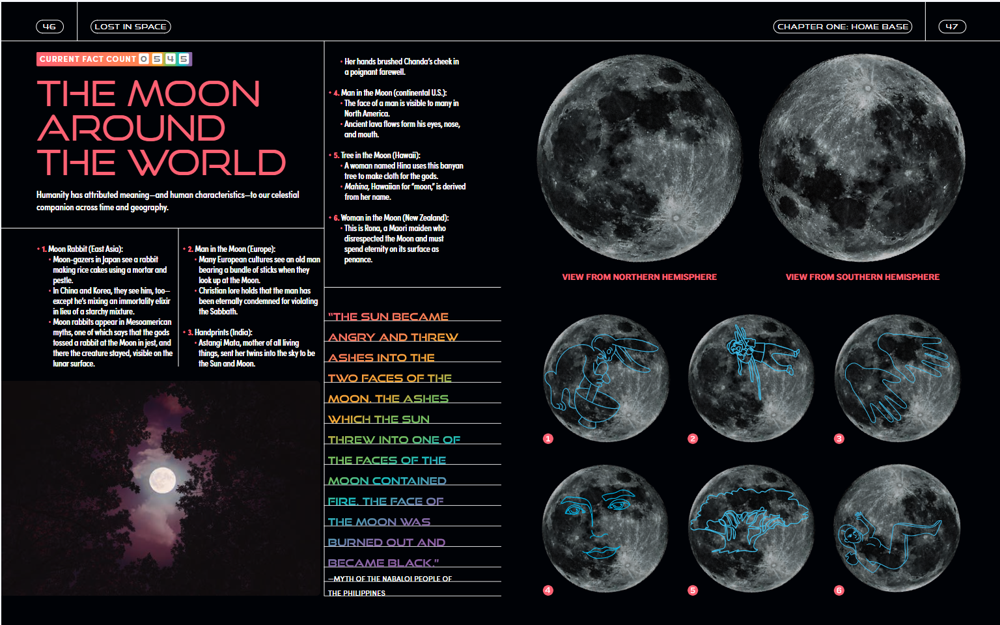 46
LOST IN SPACE
CHAPTER ONE: HOME BASE
47
CURRENT FACT COUNT 0 5 4 5
THE MOON
AROUND
THE WORLD
Humanity has attributed meaning—and human characteristics—to our celestial
companion across time and geography.
• 1. Moon Rabbit (East Asia):
• Moon-gazers in Japan see a rabbit
making rice cakes using a mortar and
pestle.
• In China and Korea, they see him, too—
except he's mixing an immortality elixir
in lieu of a starchy mixture.
• Moon rabbits appear in Mesoamerican
myths, one of which says that the gods
tossed a rabbit at the Moon in jest, and
there the creature stayed, visible on the
lunar surface.
• 2. Man in the Moon (Europe):
• Many European cultures see an old man
bearing a bundle of sticks when they
look up at the Moon.
• Christian lore holds that the man has
been eternally condemned for violating
the Sabbath.
• 3. Handprints (India):
• Astangi Mata, mother of all living
things, sent her twins into the sky to be
the Sun and Moon.
• Her hands brushed Chanda's cheek in
a poignant farewell.
• 4. Man in the Moon (continental U.S.):
• The face of a man is visible to many in
North America.
• Ancient lava flows form his eyes, nose,
and mouth.
• 5. Tree in the Moon (Hawaii):
• A woman named Hina uses this banyan
tree to make cloth for the gods.
• Mahina, Hawaiian for "moon," is derived
from her name.
• 6. Woman in the Moon (New Zealand):
• This is Rona, a Maori maiden who
disrespected the Moon and must
spend eternity on its surface as
penance.
"THE SUN BECAME
ANGRY AND THREW
ASHES INTO THE
TWO FACES OF THE
MOON. THE ASHES
WHICH THE SUN
THREW INTO ONE OF
THE FACES OF THE
MOON CONTAINED
FIRE. THE FACE OF
THE MOON WAS
BURNED OUT AND
BECAME BLACK."
—MYTH OF THE NABALOI PEOPLE OF
THE PHILIPPINES
VIEW FROM NORTHERN HEMISPHERE
VIEW FROM SOUTHERN HEMISPHERE
1
2
3
4
5
6